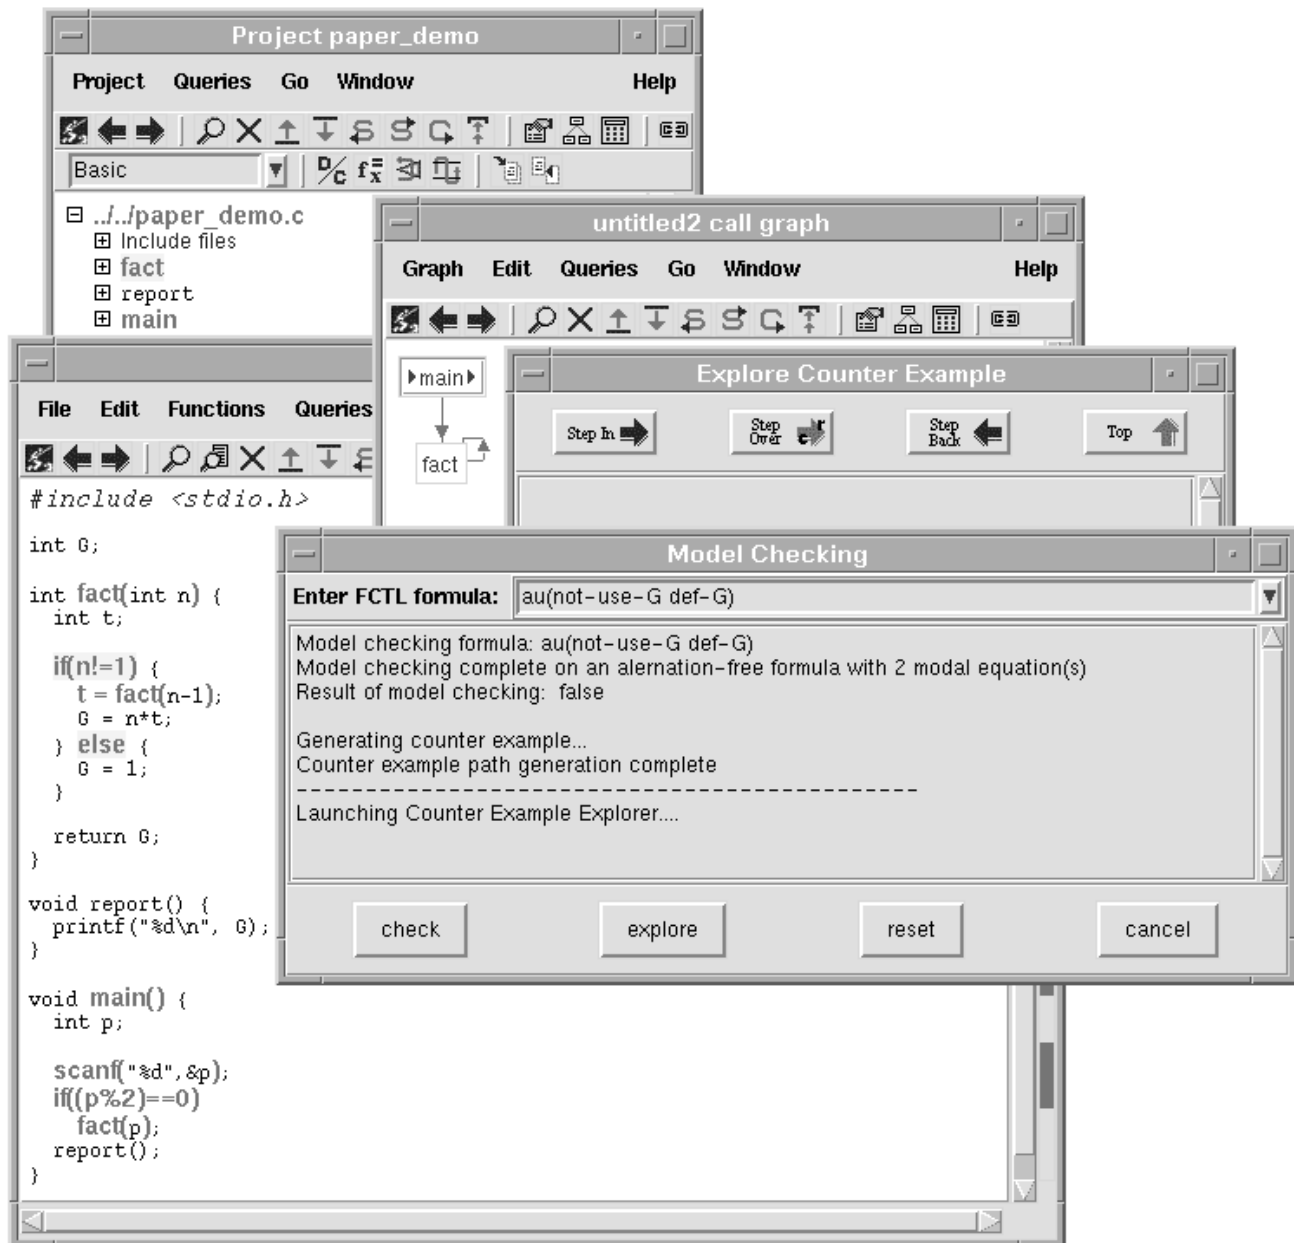 Project paper_demo
Project Queries Go Window Help
Basic
../../paper_demo.c
Include files
fact
report
main
untitled2 call graph
Graph Edit Queries Go Window Help
main
fact
Explore Counter Example
Step In
Step Over
Step Back
Top
File Edit Functions Queries
#include <stdio.h>
int G;
int fact(int n) {
int t;
if(n!=1) {
t = fact(n-1);
G = n*t;
} else {
G = 1;
}
return G;
}
void report() {
printf("%d\n", G);
}
void main() {
int p;
scanf("%d",&p);
if((p%2)==0)
fact(p);
report();
}
Model Checking
Enter FCTL formula: au(not-use-G def-G)
Model checking formula: au(not-use-G def-G)
Model checking complete on an alernation-free formula with 2 modal equation(s)
Result of model checking: false
Generating counter example...
Counter example path generation complete
---------------------------------------------
Launching Counter Example Explorer....
check explore reset cancel